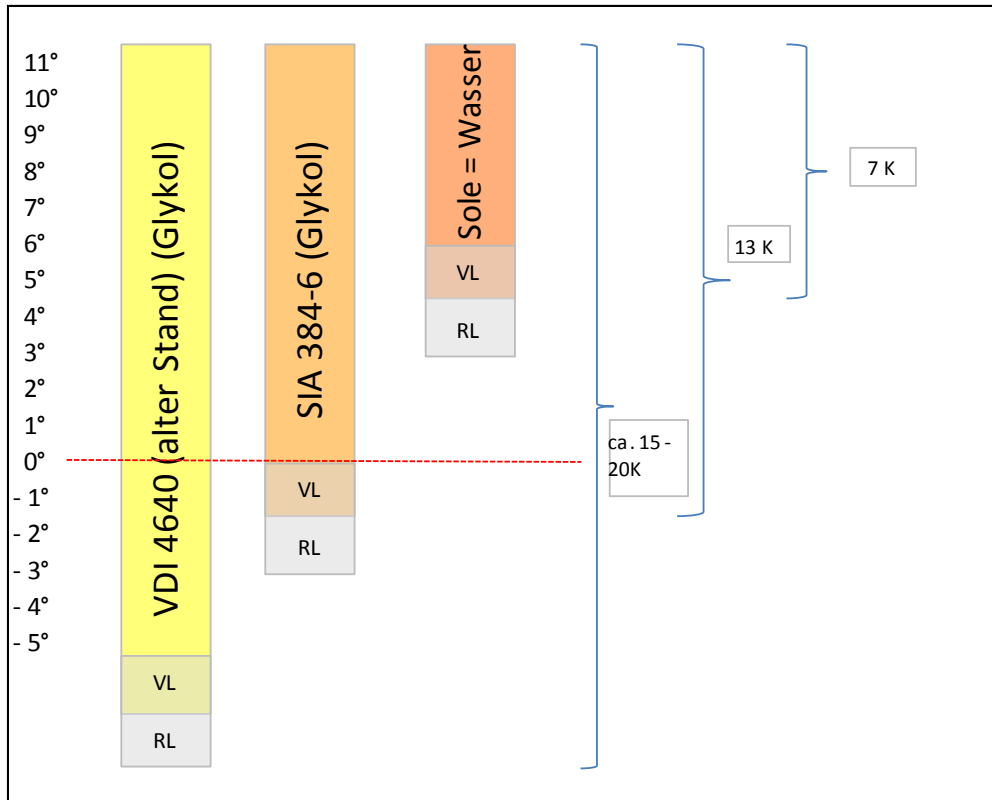 11°
10°
9°
8°
7°
6°
5°
4°
3°
2°
1°
0°
- 1°
- 2°
- 3°
- 4°
- 5°
VDI 4640 (alter Stand) (Glykol)
VL
RL
SIA 384-6 (Glykol)
VL
RL
Sole = Wasser
VL
RL
ca. 15 -
20K
13 K
7 K